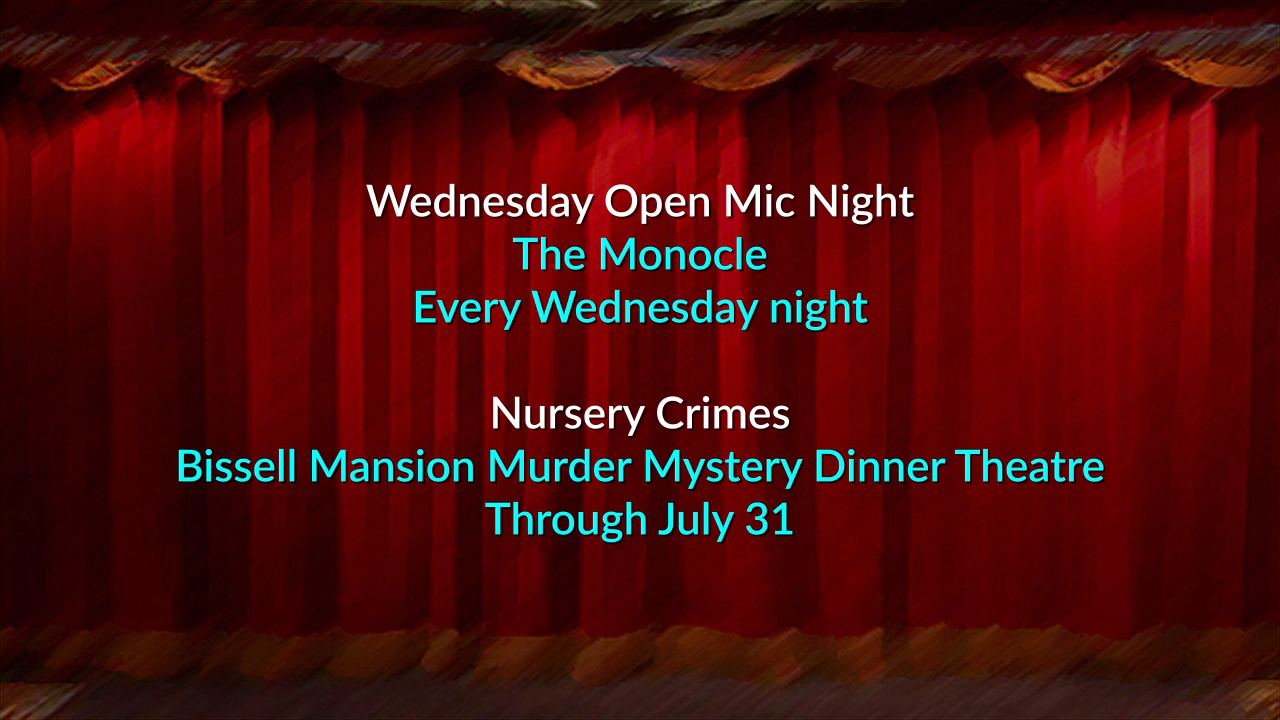 Wednesday Open Mic Night
The Monocle
Every Wednesday night
Nursery Crimes
Bissell Mansion Murder Mystery Dinner Theatre
Through July 31